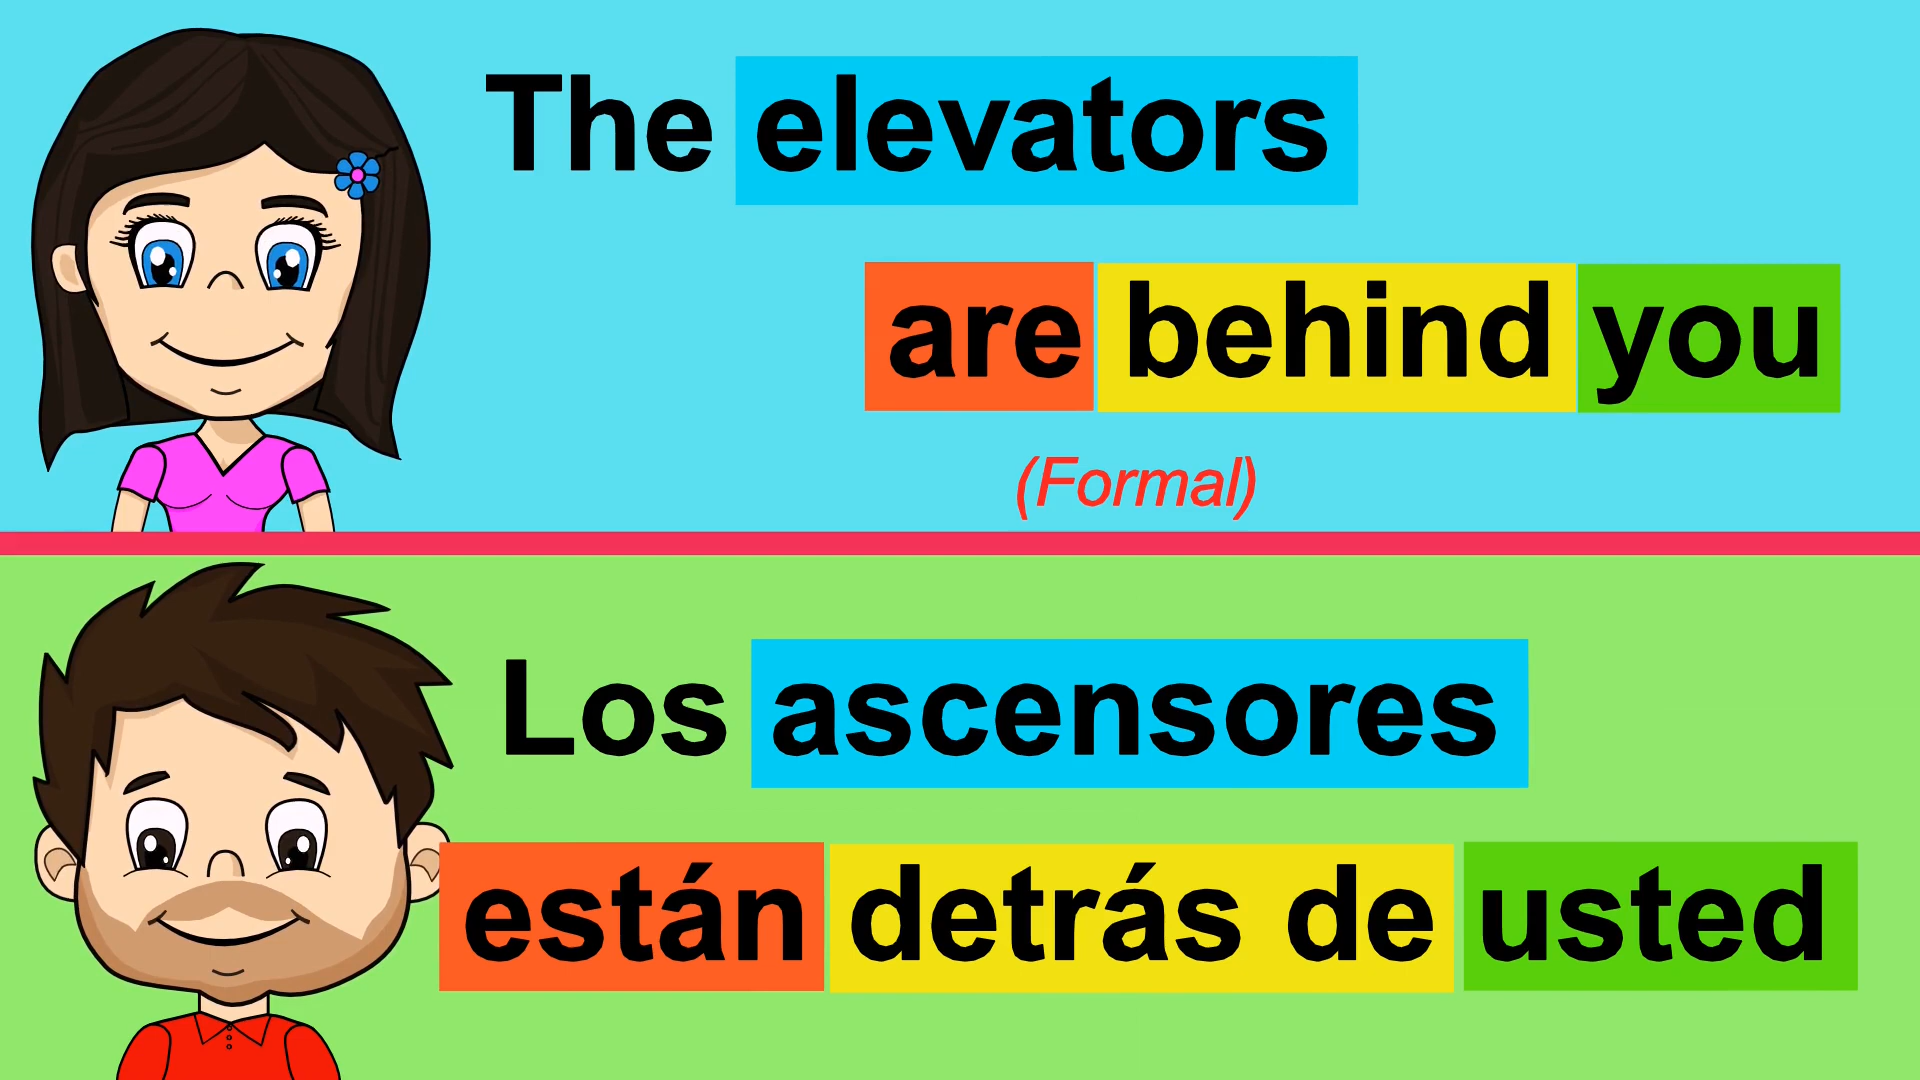 The elevators
are behind you
(Formal)
Los ascensores
están detrás de usted